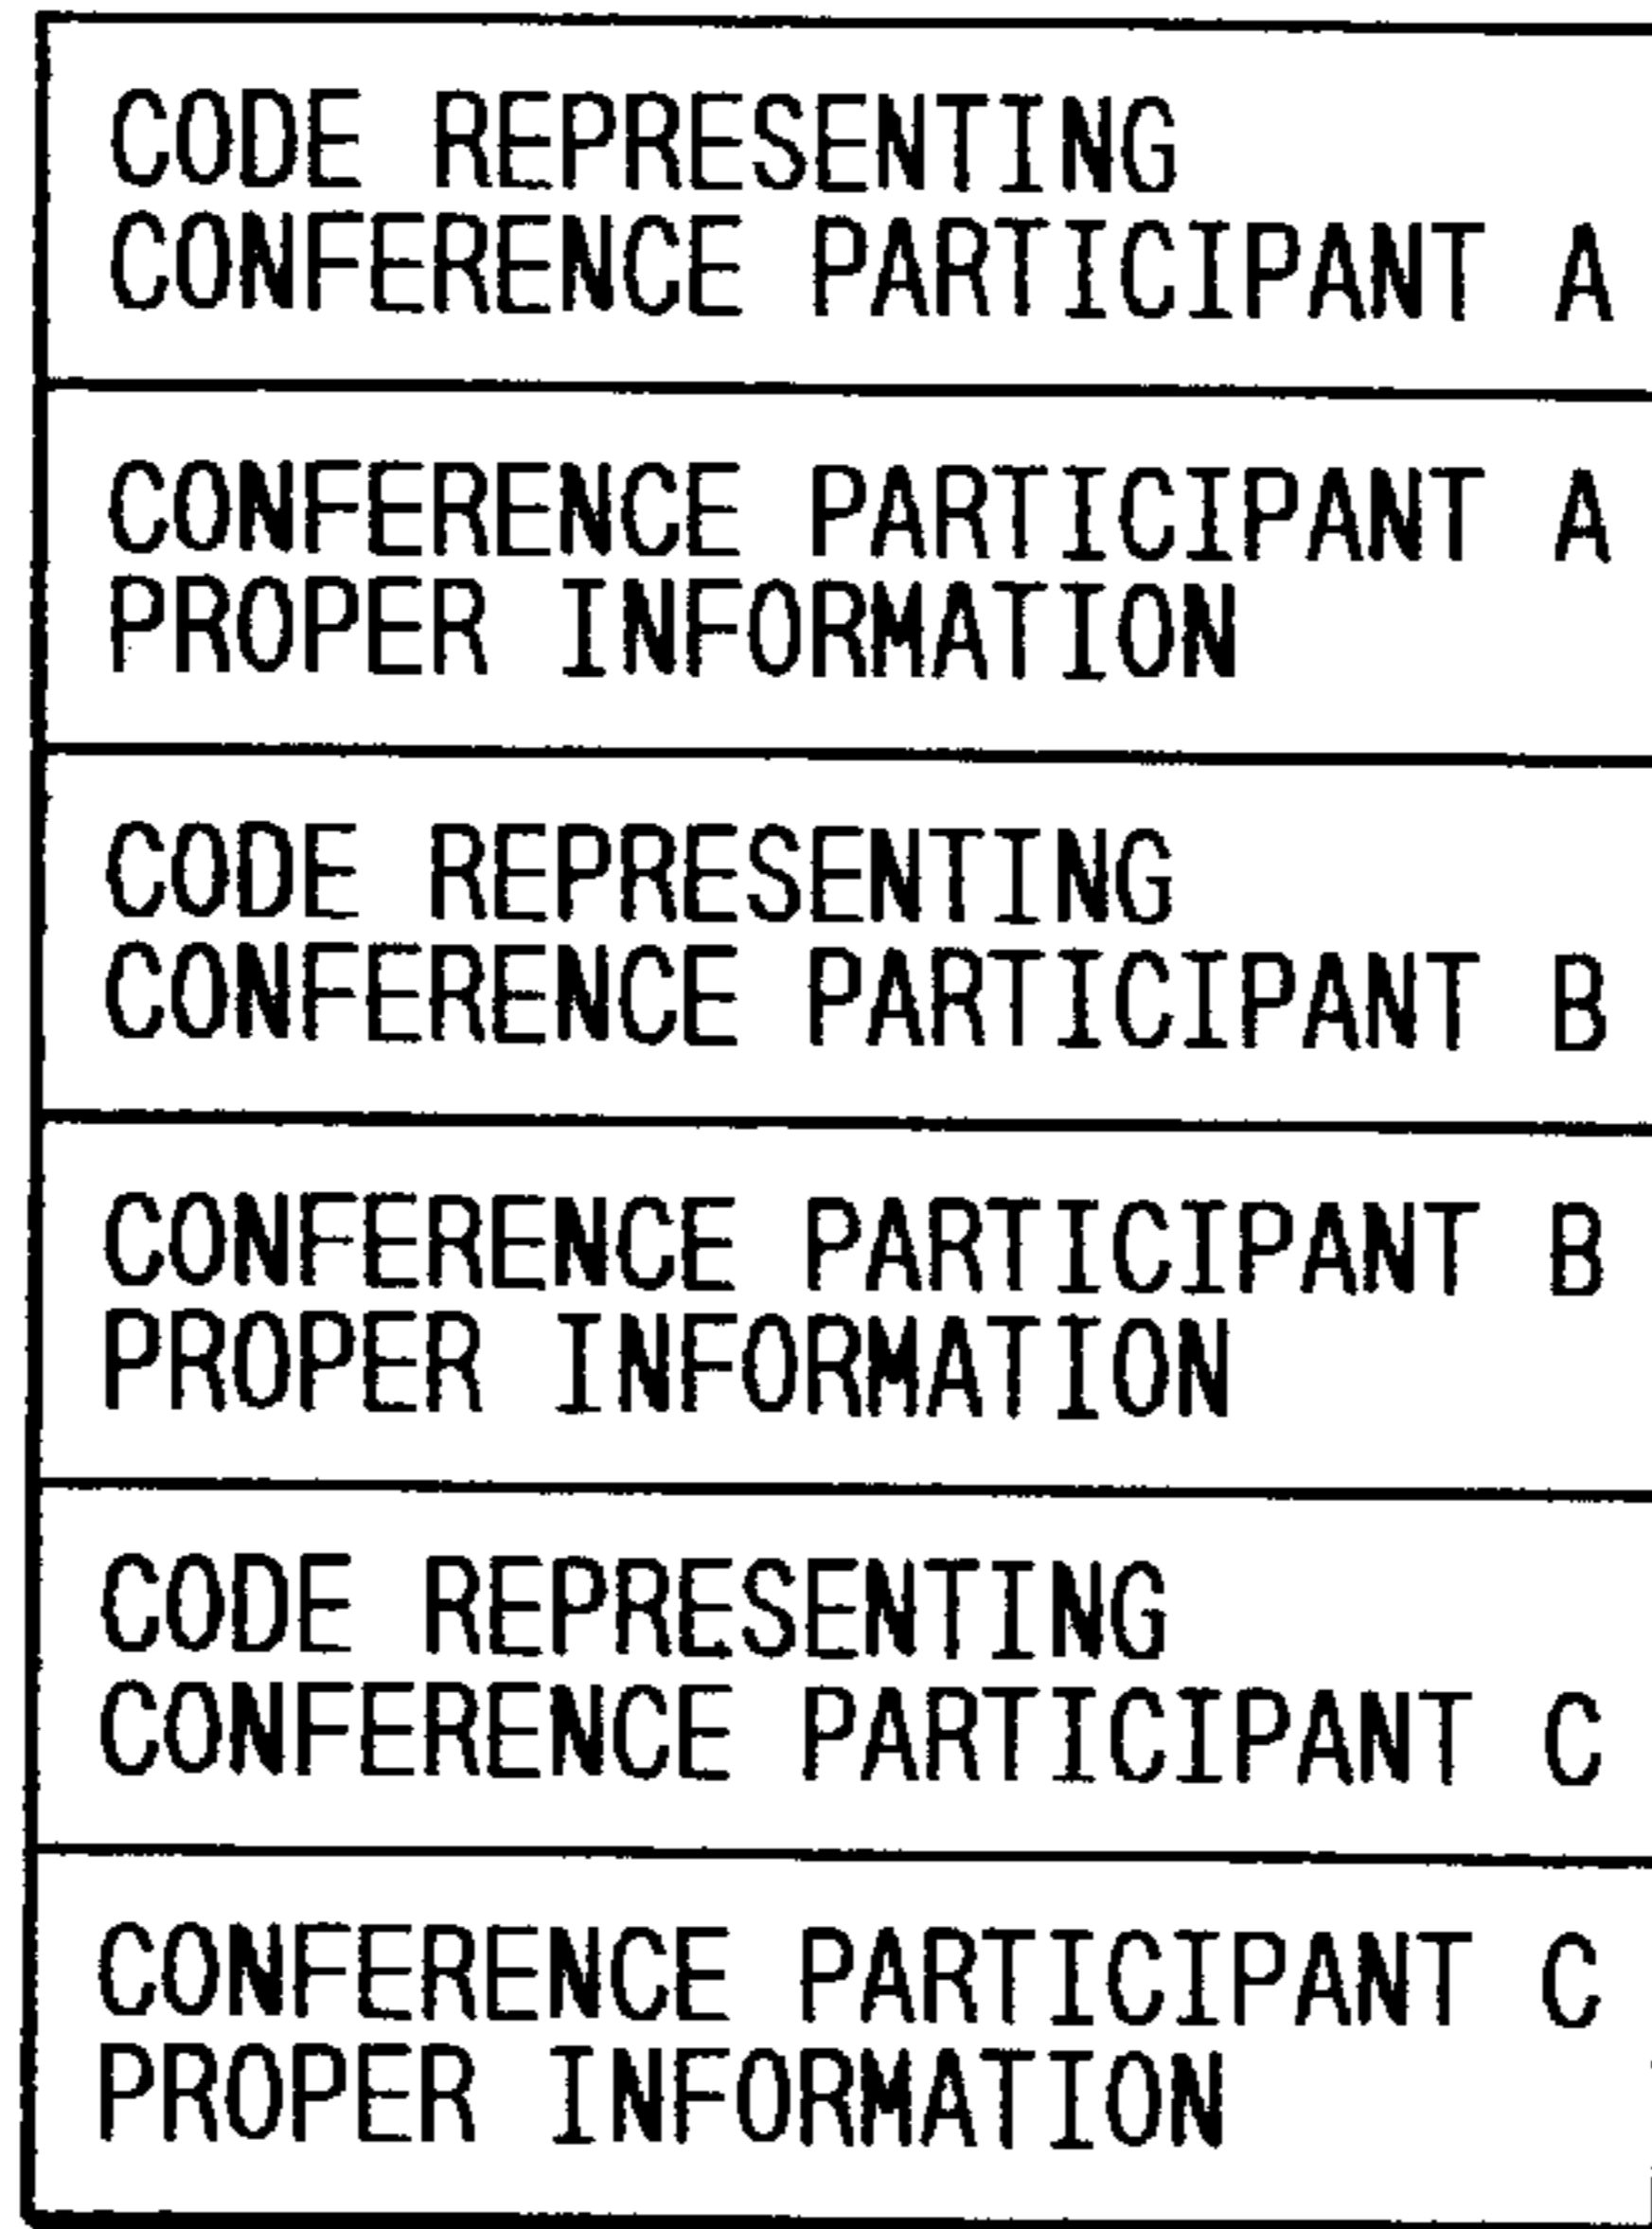 CODE REPRESENTING
CONFERENCE PARTICIPANT A
CONFERENCE PARTICIPANT A
PROPER INFORMATION
CODE REPRESENTING
CONFERENCE PARTICIPANT B
CONFERENCE PARTICIPANT B
PROPER INFORMATION
CODE REPRESENTING
CONFERENCE PARTICIPANT C
CONFERENCE PARTICIPANT C
PROPER INFORMATION